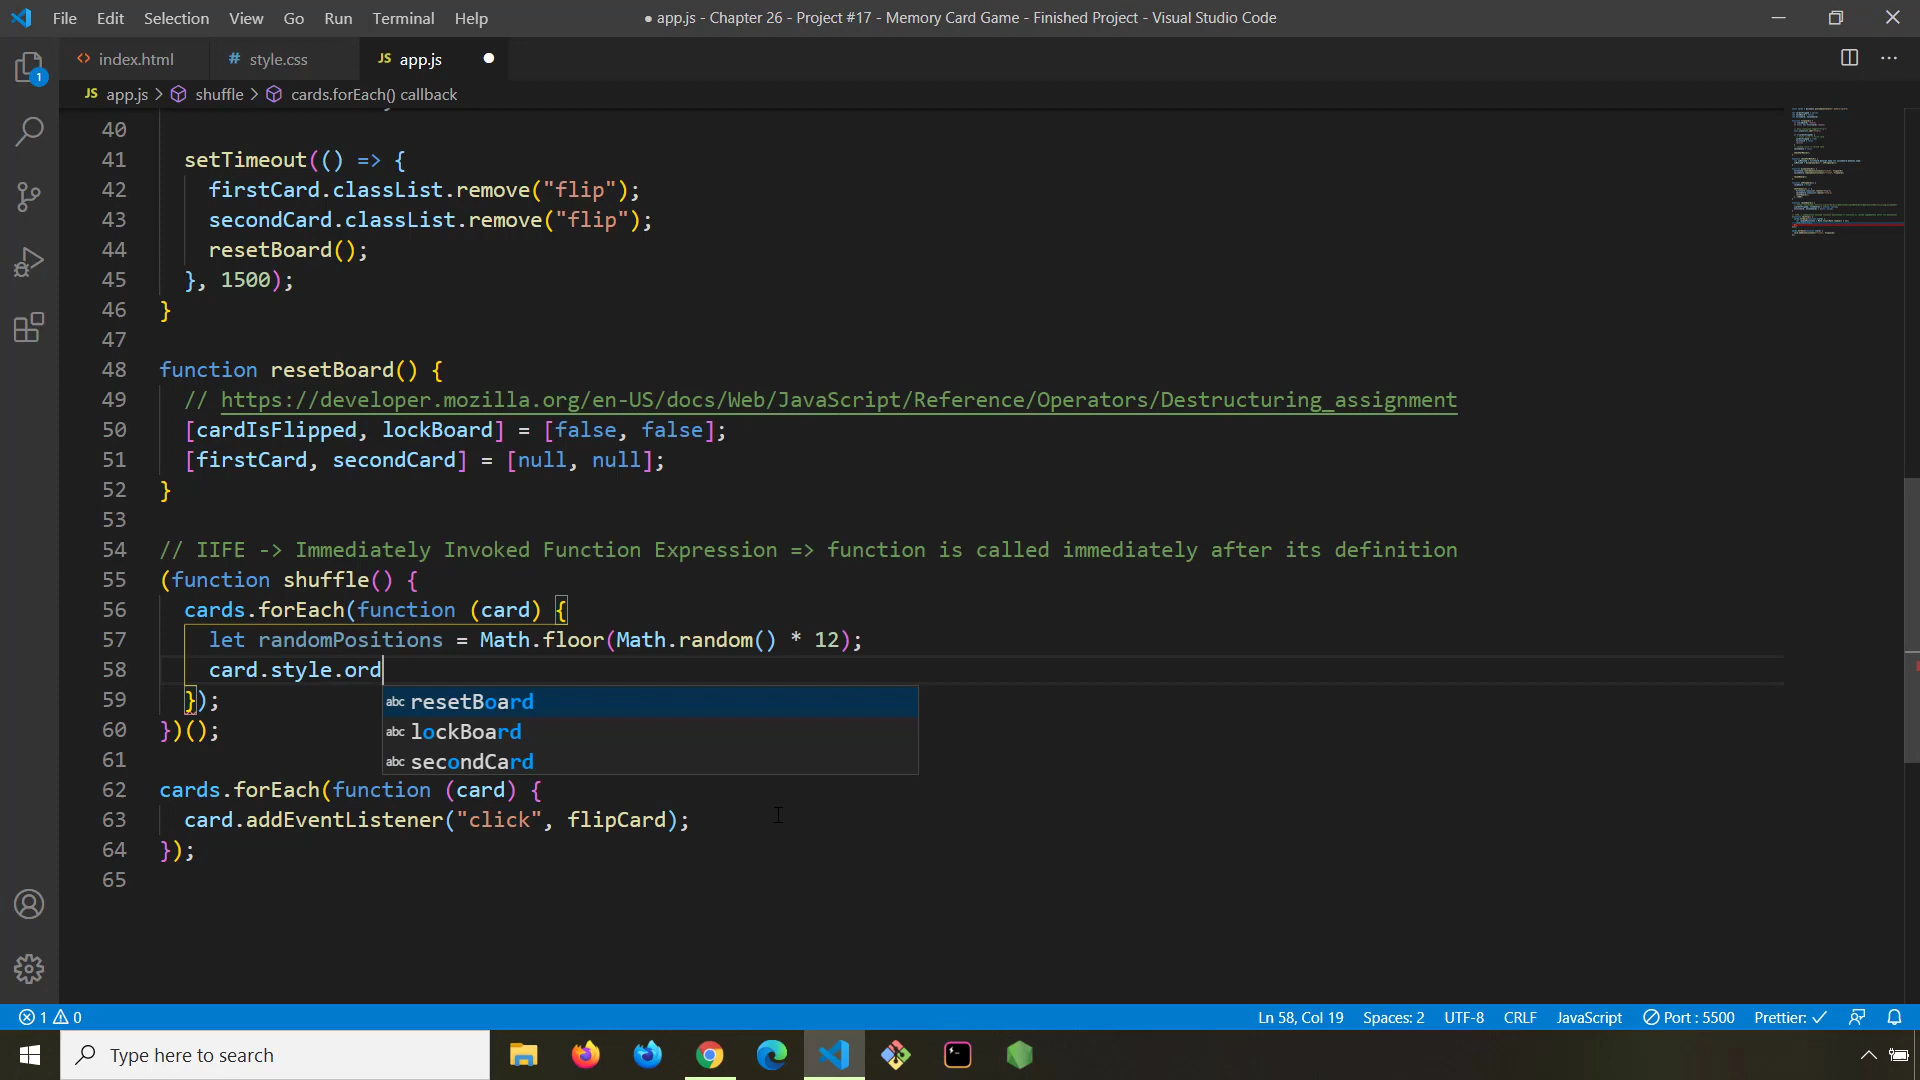 File Edit Selection View Go Run Terminal Help
● app.js - Chapter 26 - Project #17 - Memory Card Game - Finished Project - Visual Studio Code
<> index.html # style.css JS app.js ●
JS app.js > shuffle > cards.forEach() callback
1
40
41 setTimeout(() => {
42 firstCard.classList.remove("flip");
43 secondCard.classList.remove("flip");
44 resetBoard();
45 }, 1500);
46 }
47
48 function resetBoard() {
49 // https://developer.mozilla.org/en-US/docs/Web/JavaScript/Reference/Operators/Destructuring_assignment
50 [cardIsFlipped, lockBoard] = [false, false];
51 [firstCard, secondCard] = [null, null];
52 }
53
54 // IIFE -> Immediately Invoked Function Expression => function is called immediately after its definition
55 (function shuffle() {
56 cards.forEach(function (card) {
57 let randomPositions = Math.floor(Math.random() * 12);
58 card.style.ord
59 });
abc resetBoard
60 })();
abc lockBoard
61
abc secondCard
62 cards.forEach(function (card) {
63 card.addEventListener("click", flipCard);
64 });
65
1 0 Ln 58, Col 19 Spaces: 2 UTF-8 CRLF JavaScript Port : 5500 Prettier: ✓
Type here to search